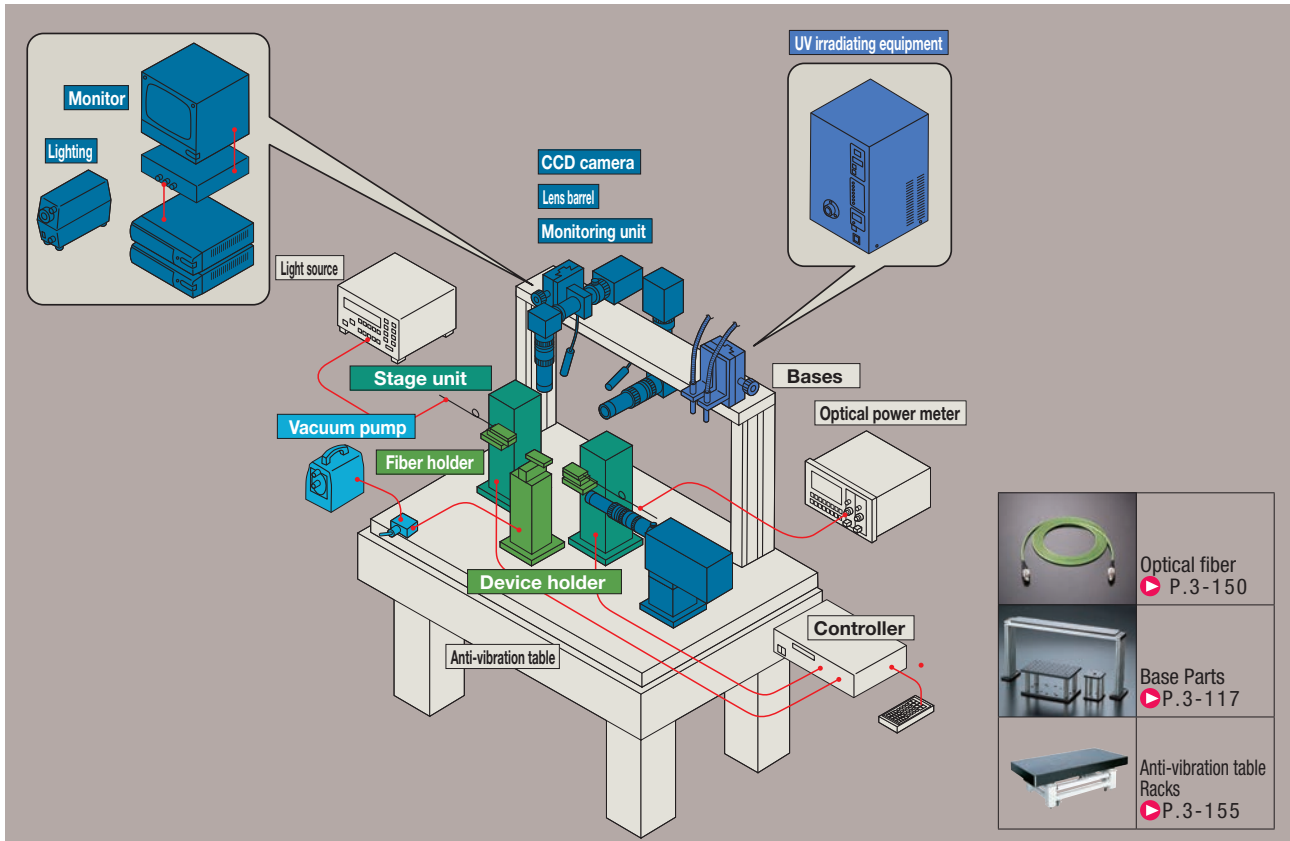 UV irradiating equipment
Monitor
Lighting
CCD camera
Lens barrel
Monitoring unit
Light source
Stage unit
Bases
Optical power meter
Vacuum pump
Fiber holder
Device holder
Controller
Anti-vibration table
Optical fiber
P.3-150
Base Parts
P.3-117
Anti-vibration table
Racks
P.3-155